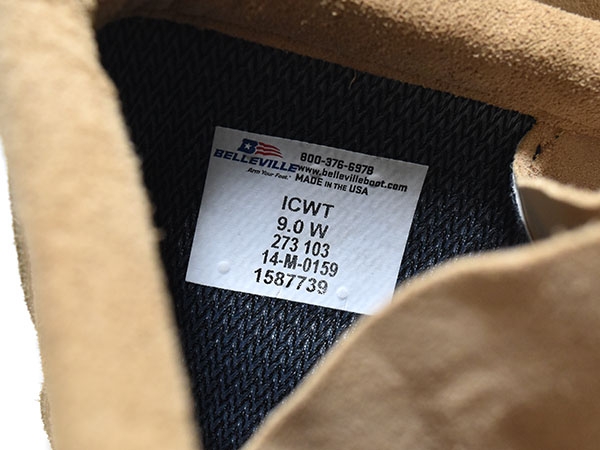 BELLEVILLE
Arm Your Feet.
800-376-6978
www.bellevilleboot.com
MADE IN THE USA
ICWT
9.0 W
273 103
14-M-0159
1587739